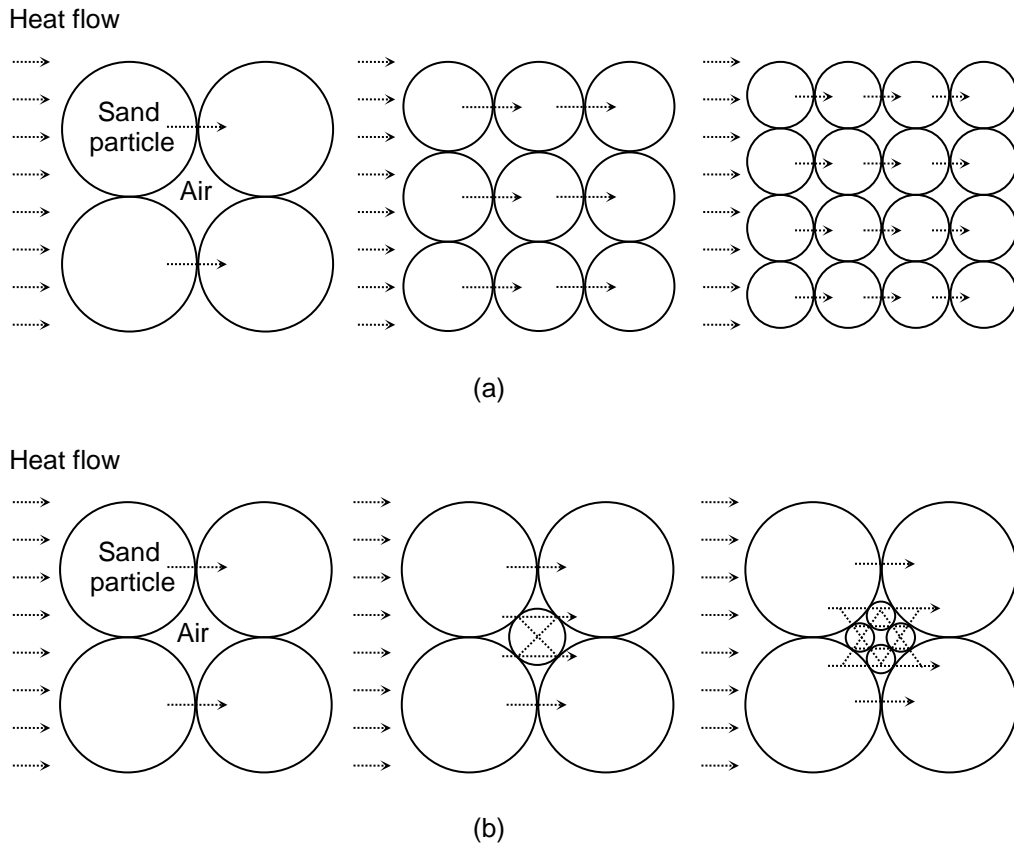 Heat flow
Sand
particle
Air
(a)
Heat flow
Sand
particle
Air
(b)